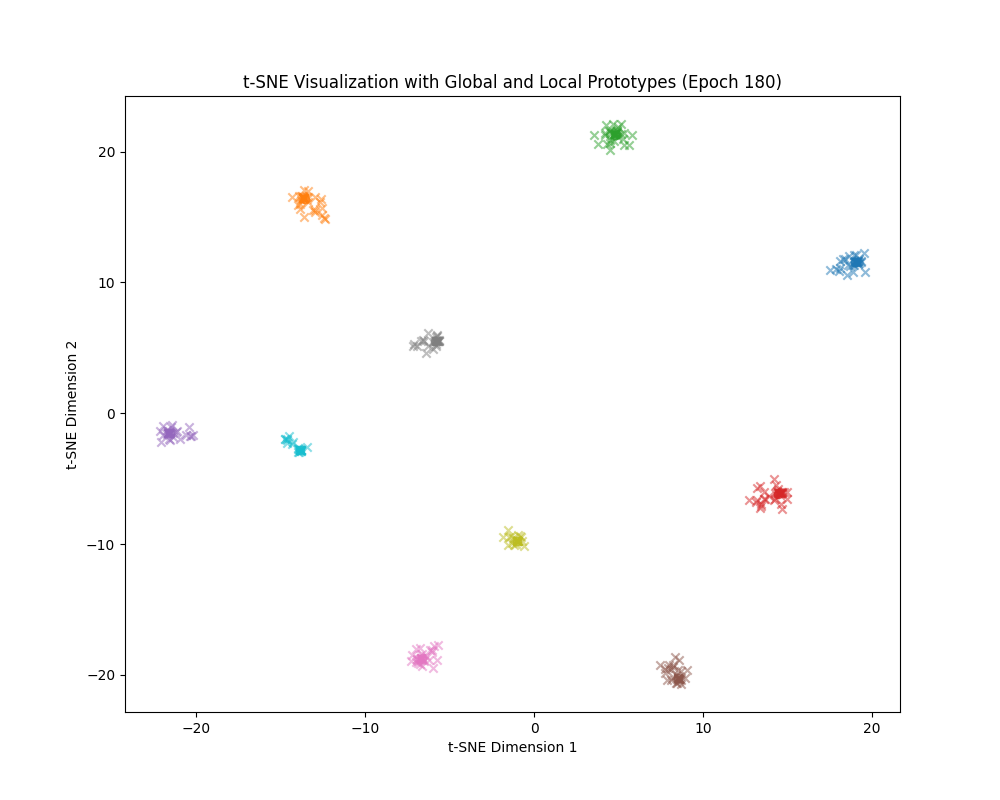 t-SNE Visualization with Global and Local Prototypes (Epoch 180)
t-SNE Dimension 2
20
10
0
−10
−20
−20 −10 0 10 20
t-SNE Dimension 1